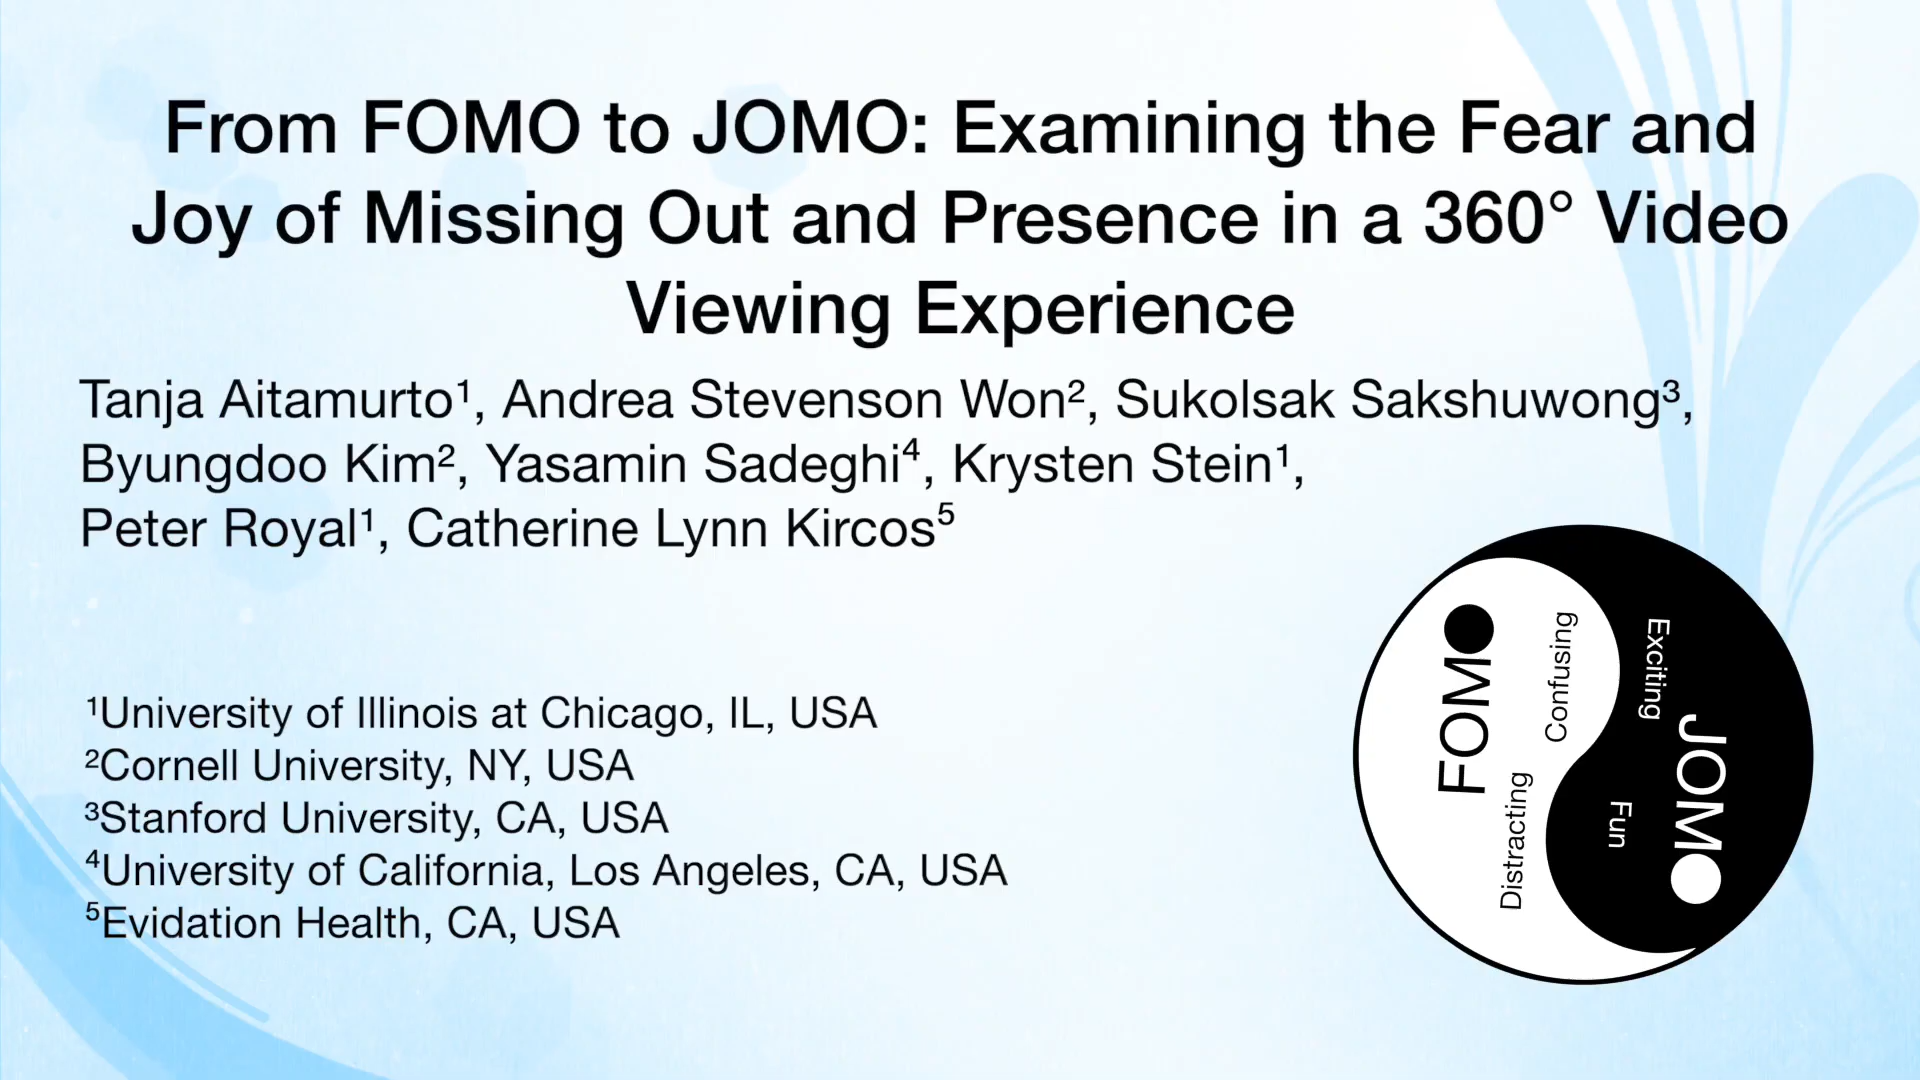 From FOMO to JOMO: Examining the Fear and
Joy of Missing Out and Presence in a 360° Video
Viewing Experience
Tanja Aitamurto¹, Andrea Stevenson Won², Sukolsak Sakshuwong³,
Byungdoo Kim², Yasamin Sadeghi⁴, Krysten Stein¹,
Peter Royal¹, Catherine Lynn Kircos⁵
¹University of Illinois at Chicago, IL, USA
²Cornell University, NY, USA
³Stanford University, CA, USA
⁴University of California, Los Angeles, CA, USA
⁵Evidation Health, CA, USA
FOMO
Distracting
Confusing
Exciting
Fun
JOMO